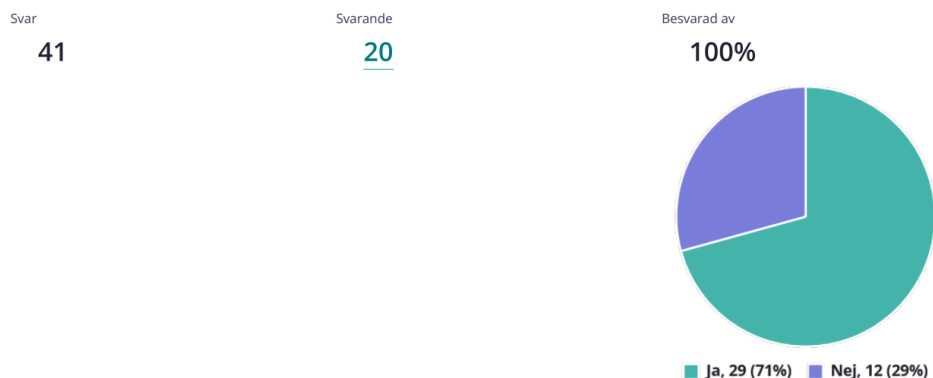 Svar
Svarande
Besvarad av
41
20
100%
Ja, 29 (71%)
Nej, 12 (29%)